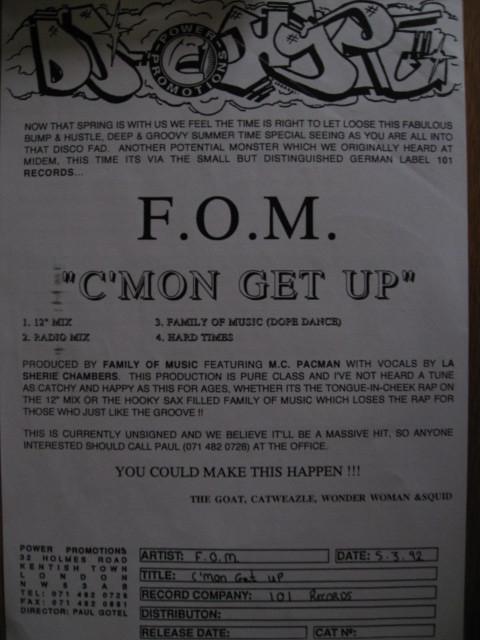 POWER PROMOTIONS
NOW THAT SPRING IS WITH US WE FEEL THE TIME IS RIGHT TO LET LOOSE THIS FABULOUS
BUMP & HUSTLE, DEEP & GROOVY SUMMER TIME SPECIAL SEEING AS YOU ARE ALL INTO
THAT DISCO FAD. ANOTHER POTENTIAL MONSTER WHICH WE ORIGINALLY HEARD AT
MIDEM, THIS TIME ITS VIA THE SMALL BUT DISTINGUISHED GERMAN LABEL 101
RECORDS...
F.O.M.
"C'MON GET UP"
1. 12" MIX
3. FAMILY OF MUSIC (DOPE DANCE)
2. RADIO MIX
4. HARD TIMES
PRODUCED BY FAMILY OF MUSIC FEATURING M.C. PACMAN WITH VOCALS BY LA
SHERIE CHAMBERS. THIS PRODUCTION IS PURE CLASS AND I'VE NOT HEARD A TUNE
AS CATCHY AND HAPPY AS THIS FOR AGES, WHETHER ITS THE TONGUE-IN-CHEEK RAP ON
THE 12" MIX OR THE HOOKY SAX FILLED FAMILY OF MUSIC WHICH LOSES THE RAP FOR
THOSE WHO JUST LIKE THE GROOVE !!
THIS IS CURRENTLY UNSIGNED AND WE BELIEVE IT'LL BE A MASSIVE HIT, SO ANYONE
INTERESTED SHOULD CALL PAUL (071 482 0728) AT THE OFFICE.
YOU COULD MAKE THIS HAPPEN !!!
THE GOAT, CATWEAZLE, WONDER WOMAN &SQUID
POWER PROMOTIONS
32 HOLMES ROAD
KENTISH TOWN
LONDON
NW5 3AB
TEL: 071 482 0728
FAX: 071 482 0881
DIRECTOR: PAUL GOTEL
ARTIST: F.O.M.
DATE: 5.3.92
TITLE: C'mon Get up
RECORD COMPANY: 101 Records
DISTRIBUTON:
RELEASE DATE:
CAT Nº: